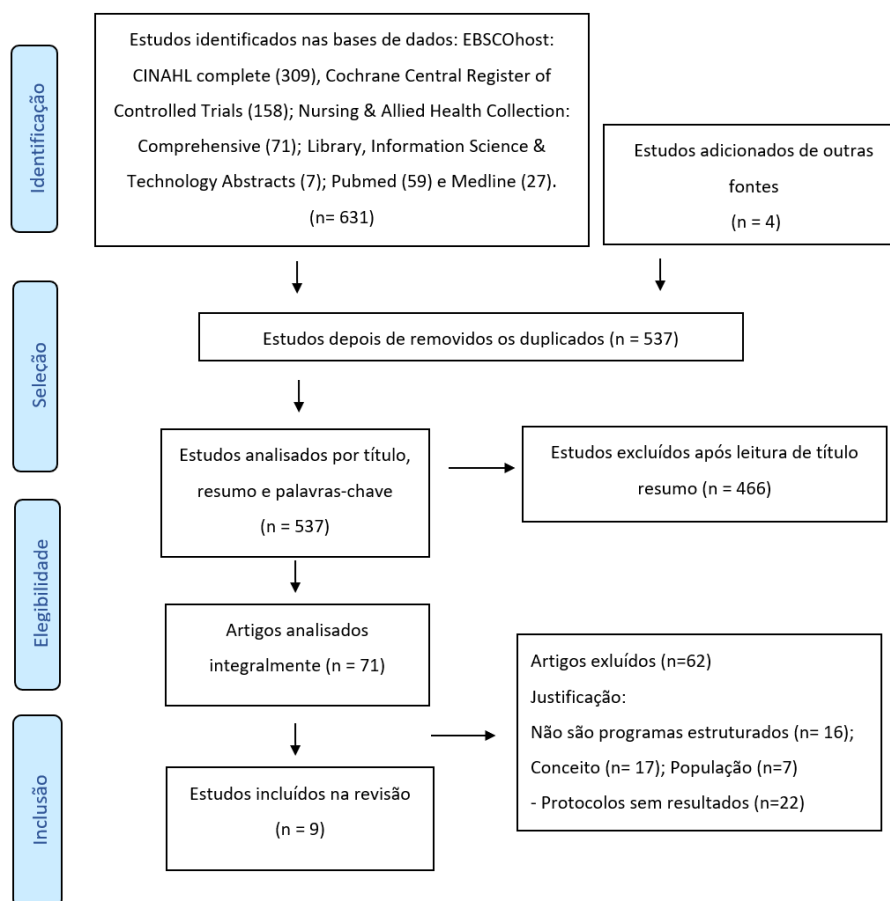 Identificação
Estudos identificados nas bases de dados: EBSCOhost:
CINAHL complete (309), Cochrane Central Register of
Controlled Trials (158); Nursing & Allied Health Collection:
Comprehensive (71); Library, Information Science &
Technology Abstracts (7); Pubmed (59) e Medline (27).
(n= 631)
Estudos adicionados de outras
fontes
(n = 4)
Seleção
Estudos depois de removidos os duplicados (n = 537)
Estudos analisados por título,
resumo e palavras-chave
(n = 537)
Estudos excluídos após leitura de título
resumo (n = 466)
Elegibilidade
Artigos analisados
integralmente (n = 71)
Artigos exluídos (n=62)
Justificação:
Não são programas estruturados (n= 16);
Conceito (n= 17); População (n=7)
- Protocolos sem resultados (n=22)
Inclusão
Estudos incluídos na revisão
(n = 9)